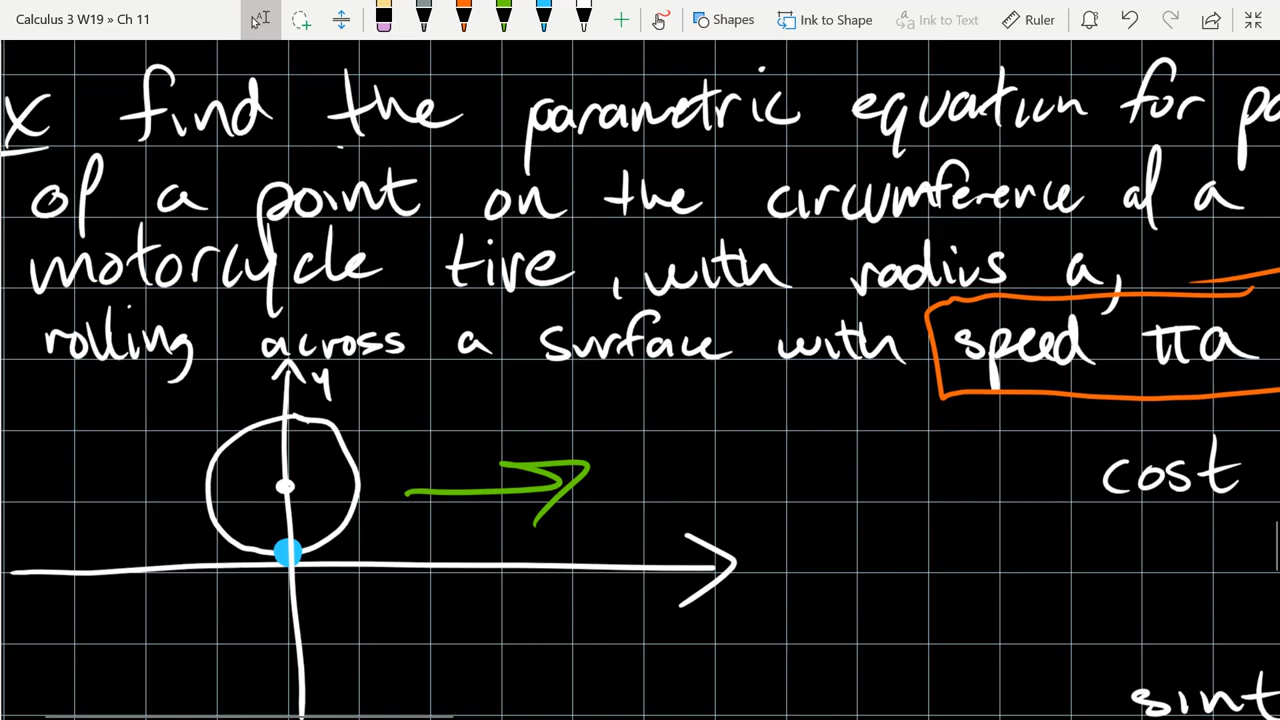 Calculus 3 W19 » Ch 11
Shapes
Ink to Shape
Ink to Text
Ruler
x find the parametric equation for pa
of a point on the circumference of a
motorcycle tire, with radius a,
rolling across a surface with speed πa
y
cost
sint